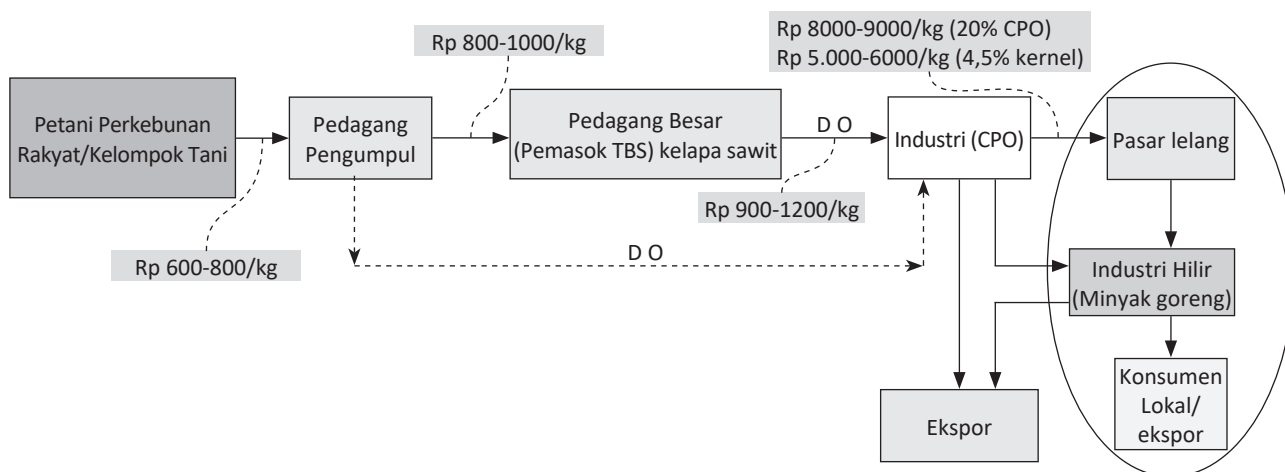 Rp 8000-9000/kg (20% CPO)
Rp 5.000-6000/kg (4,5% kernel)
Rp 800-1000/kg
Petani Perkebunan
Rakyat/Kelompok Tani
Pedagang
Pengumpul
Pedagang Besar
(Pemasok TBS) kelapa sawit
D O
Industri (CPO)
Pasar lelang
Rp 900-1200/kg
Rp 600-800/kg
D O
Industri Hilir
(Minyak goreng)
Ekspor
Konsumen
Lokal/
ekspor